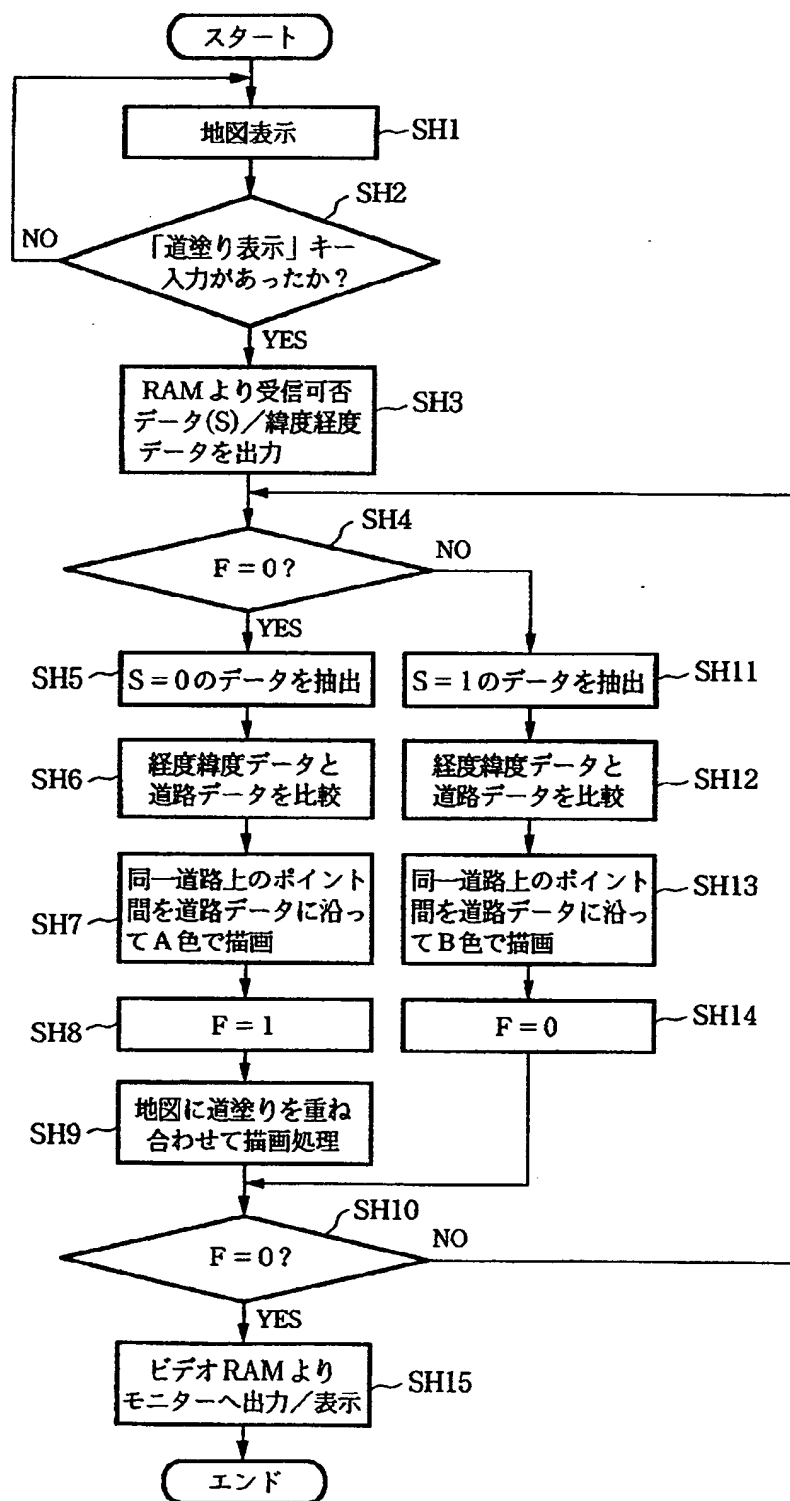 スタート
地図表示
SH1
SH2
NO
「道塗り表示」キー
入力があったか?
YES
RAMより受信可否
データ(S)/緯度経度
データを出力
SH3
SH4
F=0?
NO
YES
SH5
S=0のデータを抽出
S=1のデータを抽出
SH11
SH6
経度緯度データと
道路データを比較
経度緯度データと
道路データを比較
SH12
SH7
同一道路上のポイント
間を道路データに沿っ
てA色で描画
同一道路上のポイント
間を道路データに沿っ
てB色で描画
SH13
SH8
F=1
F=0
SH14
SH9
地図に道塗りを重ね
合わせて描画処理
SH10
F=0?
NO
YES
ビデオRAMより
モニターへ出力/表示
SH15
エンド